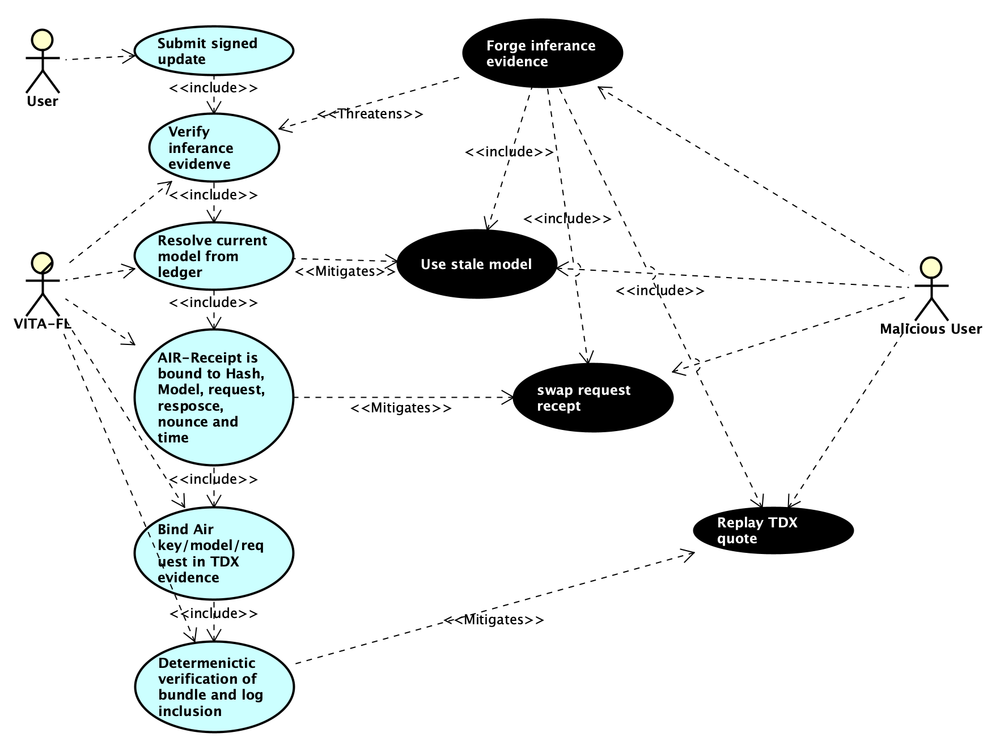 Submit signed
update
Forge inferance
evidence
User
<<include>>
<<Threatens>>
Verify
inferance
evidenve
<<include>>
<<include>>
<<include>>
Resolve current
model from
ledger
<<Mitigates>>
Use stale model
<<include>>
<<include>>
VITA-FL
Malicious User
<<include>>
AIR-Receipt is
bound to Hash,
Model, request,
resposce,
nounce and
time
<<Mitigates>>
swap request
recept
<<include>>
Bind Air
key/model/req
uest in TDX
evidence
Replay TDX
quote
<<include>>
<<Mitigates>>
Determenictic
verification of
bundle and log
inclusion